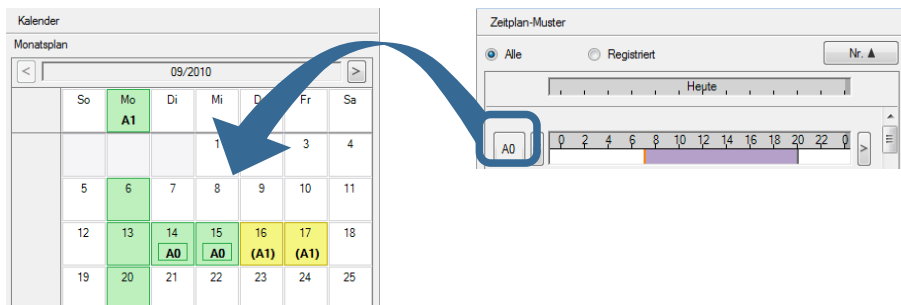 Kalender
Monatsplan
< 09/2010 >
So Mo Di Mi D Fr Sa
A1
1 3 4
5 6 7 8 9 10 11
12 13 14 15 16 17 18
A0 A0 (A1) (A1)
19 20 21 22 23 24 25
Zeitplan-Muster
Alle Registriert Nr. ▲
Heute
A0 0 2 4 6 8 10 12 14 16 18 20 22 0 >